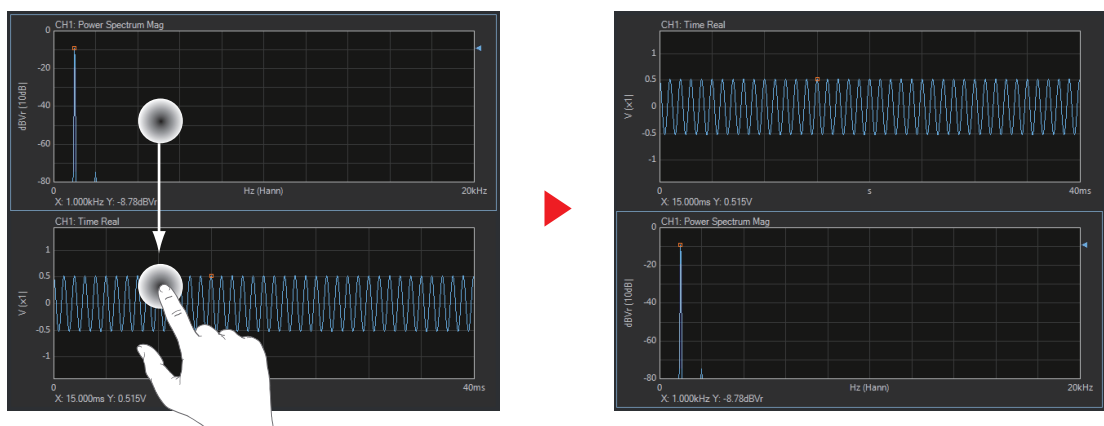 CH1: Power Spectrum Mag
0
-20
-40
-60
-80
dBVr (10dB)
0 Hz (Hann) 20kHz
X: 1.000kHz Y: -8.78dBVr
CH1: Time Real
1
0.5
0
-0.5
-1
V (x1)
0 40ms
X: 15.000ms Y: 0.515V
CH1: Time Real
1
0.5
0
-0.5
-1
V (x1)
0 s 40ms
X: 15.000ms Y: 0.515V
CH1: Power Spectrum Mag
0
-20
-40
-60
-80
dBVr (10dB)
0 Hz (Hann) 20kHz
X: 1.000kHz Y: -8.78dBVr